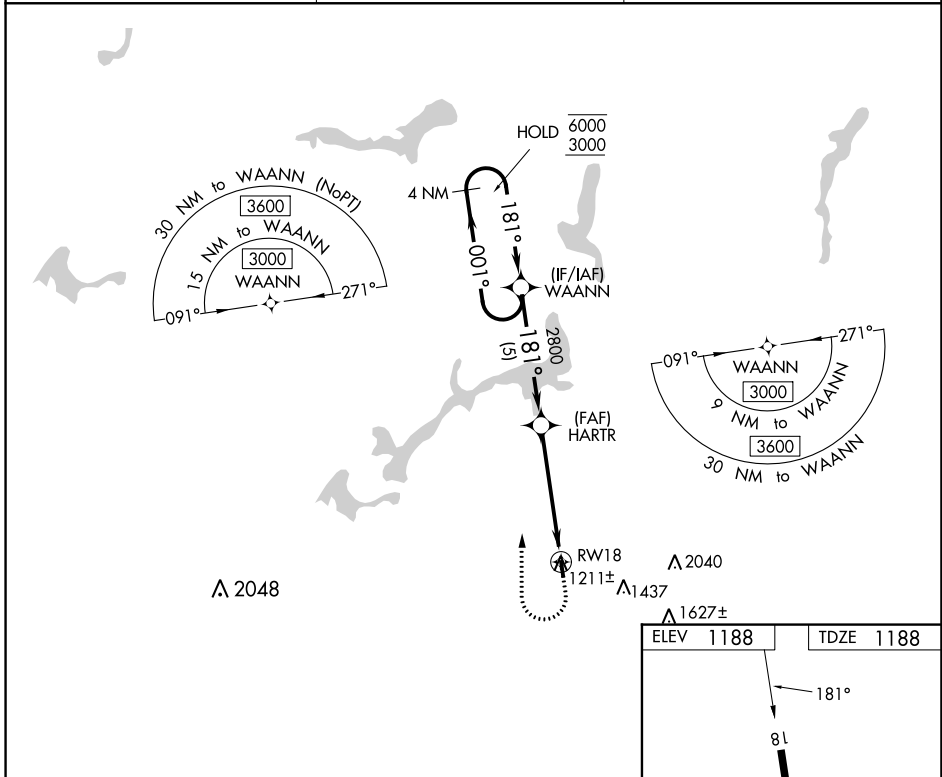 HOLD 6000
3000
4 NM
181°
001°
(IF/IAF)
WAANN
181°
(5)
2800
(FAF)
HARTR
RW18
1211±
30 NM to WAANN (NoPT)
3600
15 NM to WAANN
3000
WAANN
091°
271°
091°
271°
WAANN
3000
9 NM to WAANN
3600
30 NM to WAANN
2048
2040
1437
1627±
ELEV 1188
TDZE 1188
181°
18